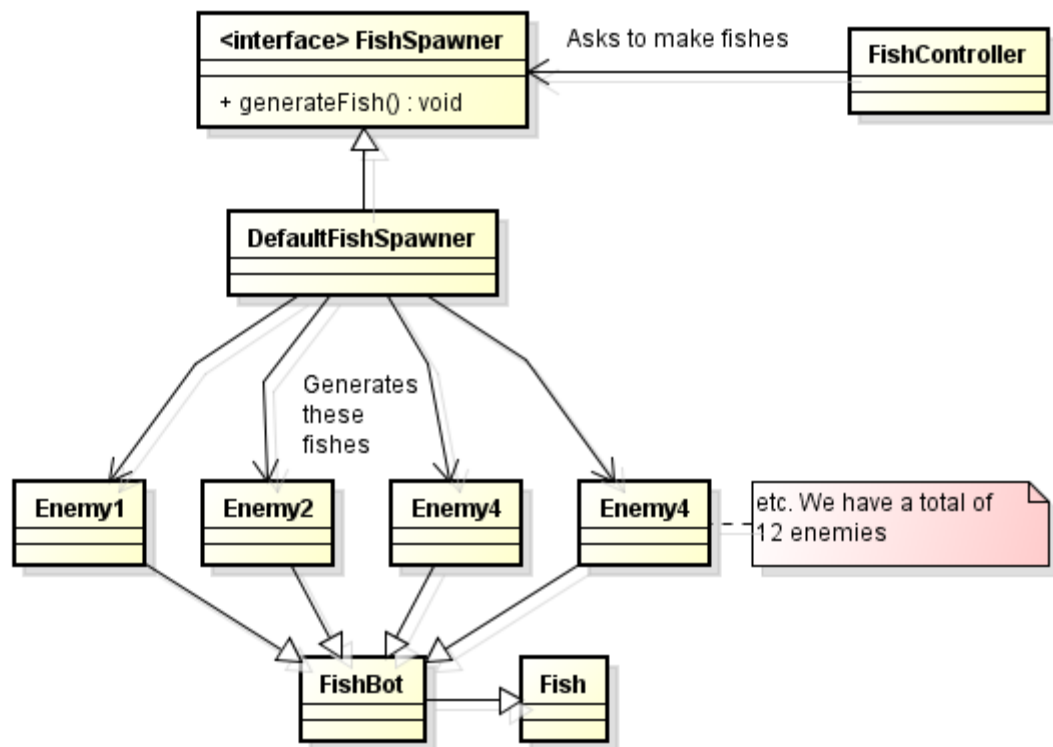 <interface> FishSpawner
+ generateFish() : void
Asks to make fishes
FishController
DefaultFishSpawner
Generates
these
fishes
Enemy1
Enemy2
Enemy4
Enemy4
etc. We have a total of
12 enemies
FishBot
Fish